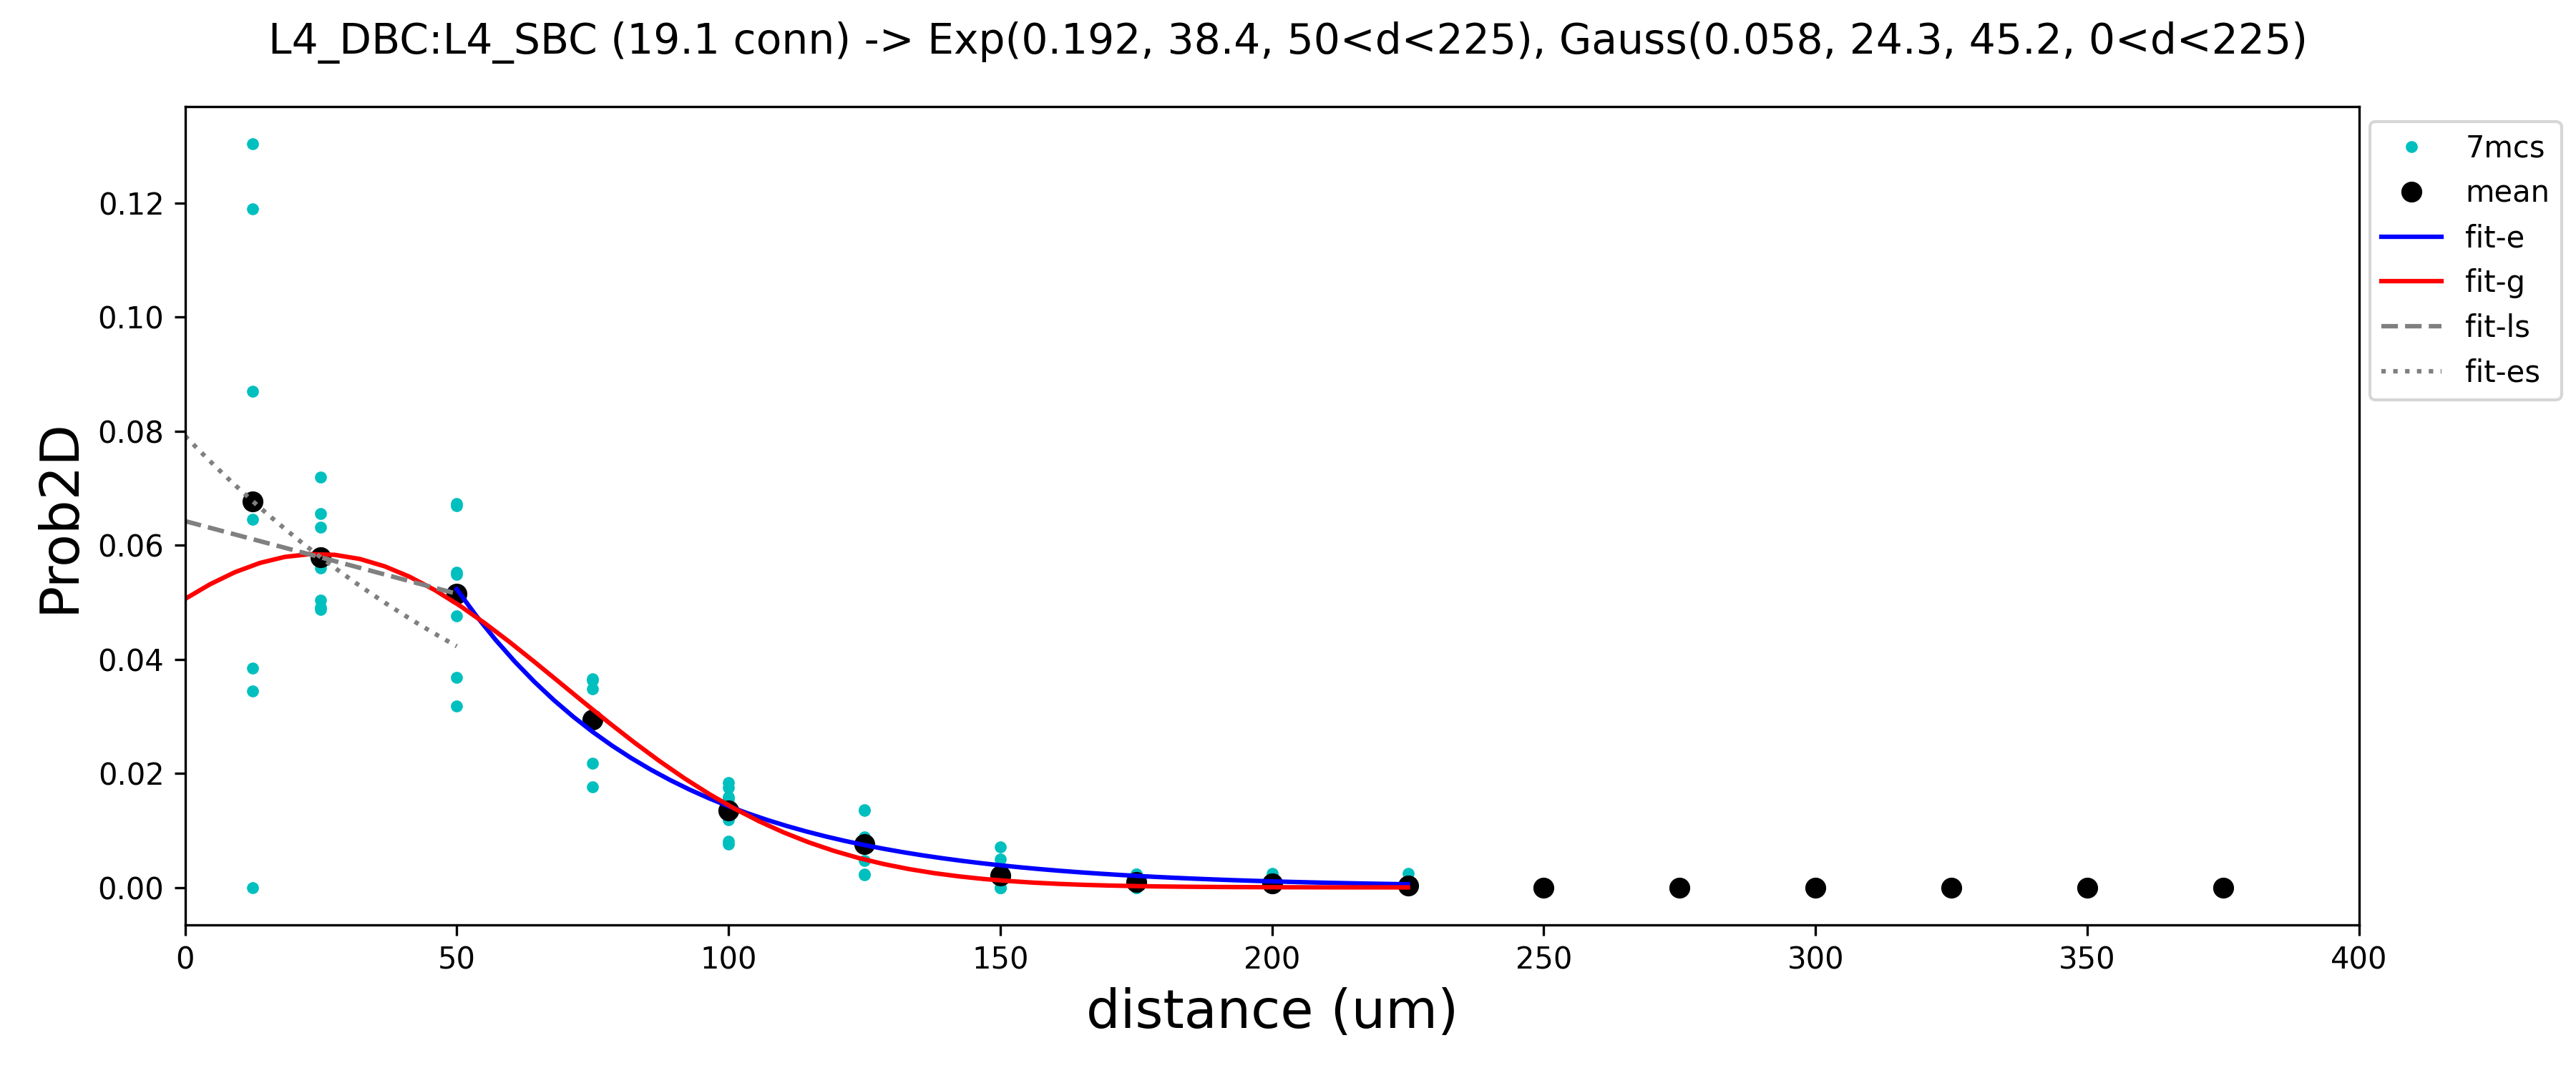 L4_DBC:L4_SBC (19.1 conn) -> Exp(0.192, 38.4, 50<d<225), Gauss(0.058, 24.3, 45.2, 0<d<225)
7mcs
mean
fit-e
fit-g
fit-ls
fit-es
Prob2D
0.12
0.10
0.08
0.06
0.04
0.02
0.00
0 50 100 150 200 250 300 350 400
distance (um)